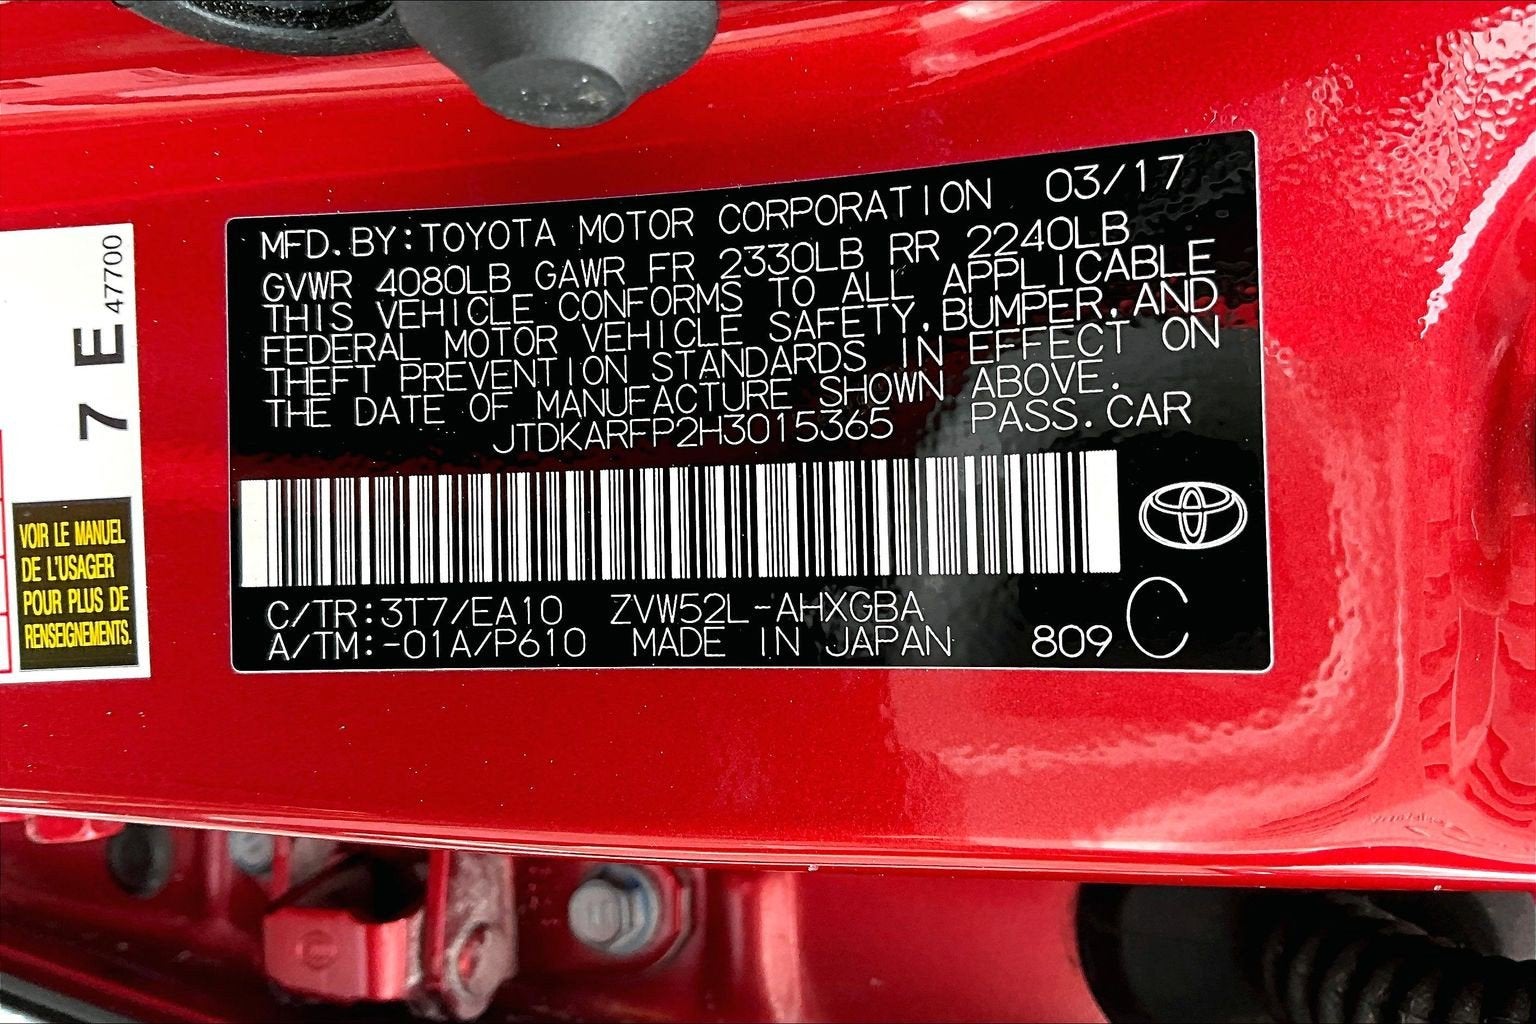 47700
7 E
VOIR LE MANUEL
DE L'USAGER
POUR PLUS DE
RENSEIGNEMENTS.
MFD. BY: TOYOTA MOTOR CORPORATION 03/17
GVWR 4080LB GAWR FR 2330LB RR 2240LB
THIS VEHICLE CONFORMS TO ALL APPLICABLE
FEDERAL MOTOR VEHICLE SAFETY, BUMPER, AND
THEFT PREVENTION STANDARDS IN EFFECT ON
THE DATE OF MANUFACTURE SHOWN ABOVE.
JTDKARFP2H3015365 PASS. CAR
C/TR: 3T7/EA10 ZVW52L-AHXGBA
A/TM: -01A/P610 MADE IN JAPAN 809 C